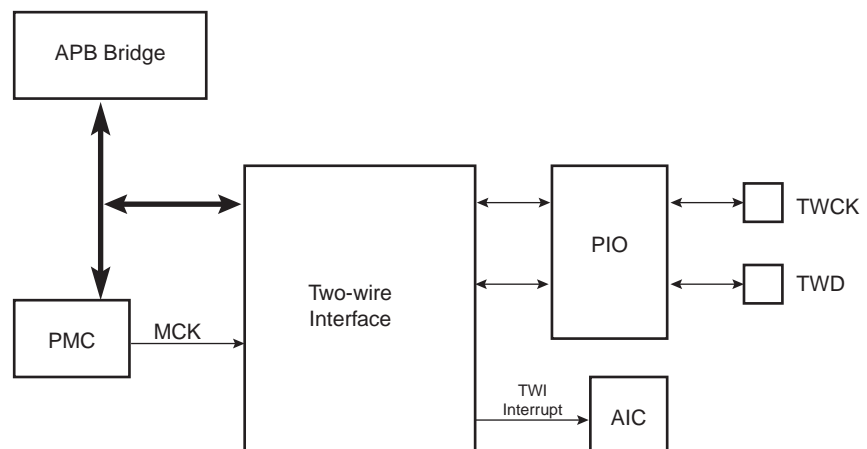 APB Bridge
TWCK
PIO
TWD
Two-wire
Interface
PMC
MCK
TWI
Interrupt
AIC